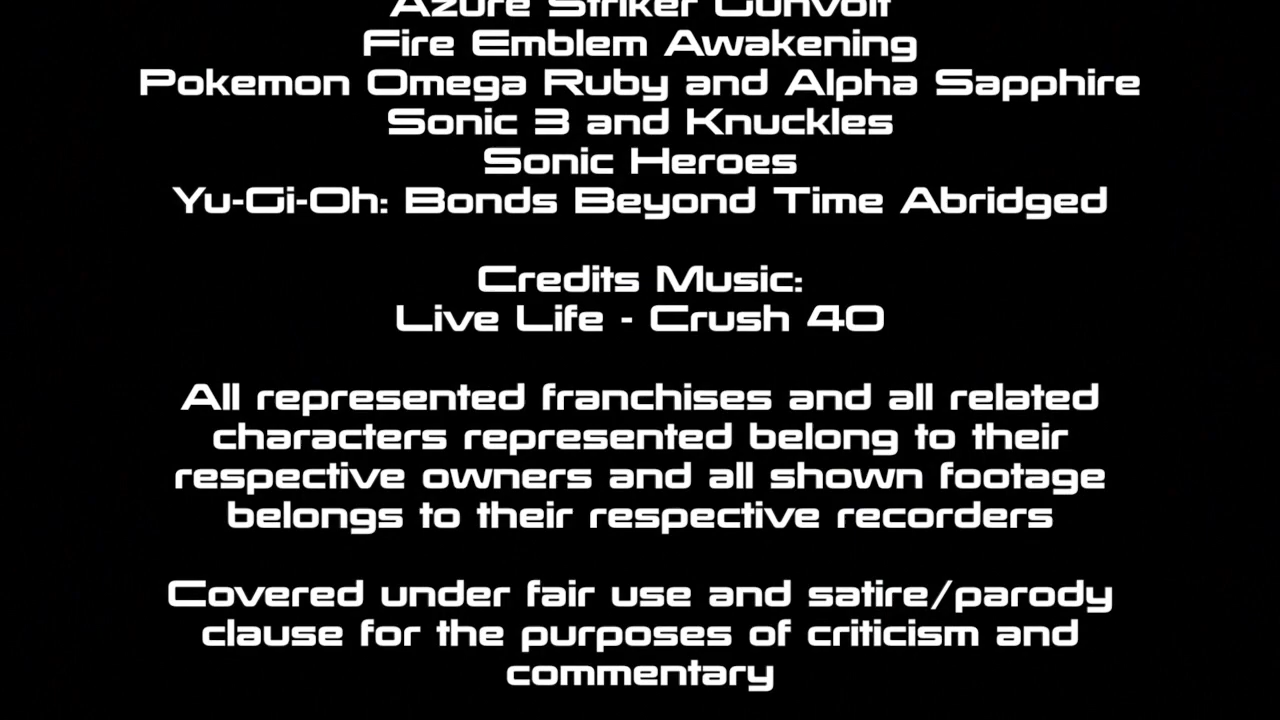 Azure Striker Gunvolt
Fire Emblem Awakening
Pokemon Omega Ruby and Alpha Sapphire
Sonic 3 and Knuckles
Sonic Heroes
Yu-Gi-Oh: Bonds Beyond Time Abridged
Credits Music:
Live Life - Crush 40
All represented franchises and all related
characters represented belong to their
respective owners and all shown footage
belongs to their respective recorders
Covered under fair use and satire/parody
clause for the purposes of criticism and
commentary